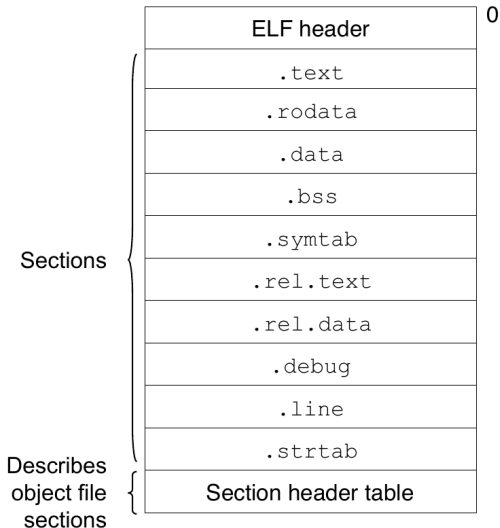 0
ELF header
.text
.rodata
.data
.bss
.symtab
.rel.text
.rel.data
.debug
.line
.strtab
Section header table
Sections
Describes
object file
sections